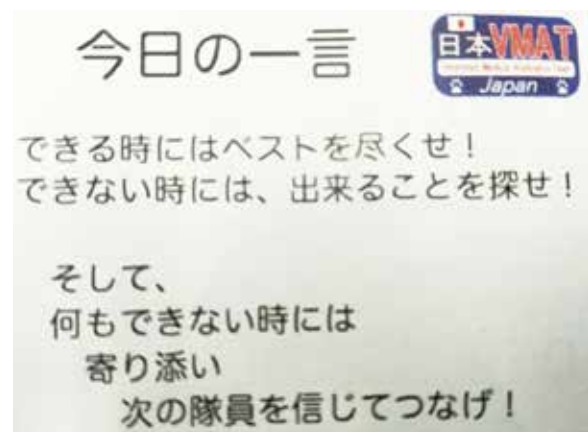 今日の一言
日本VMAT
Japan
できる時にはベストを尽くせ！
できない時には、出来ることを探せ！
そして、
何もできない時には
寄り添い
次の隊員を信じてつなげ！